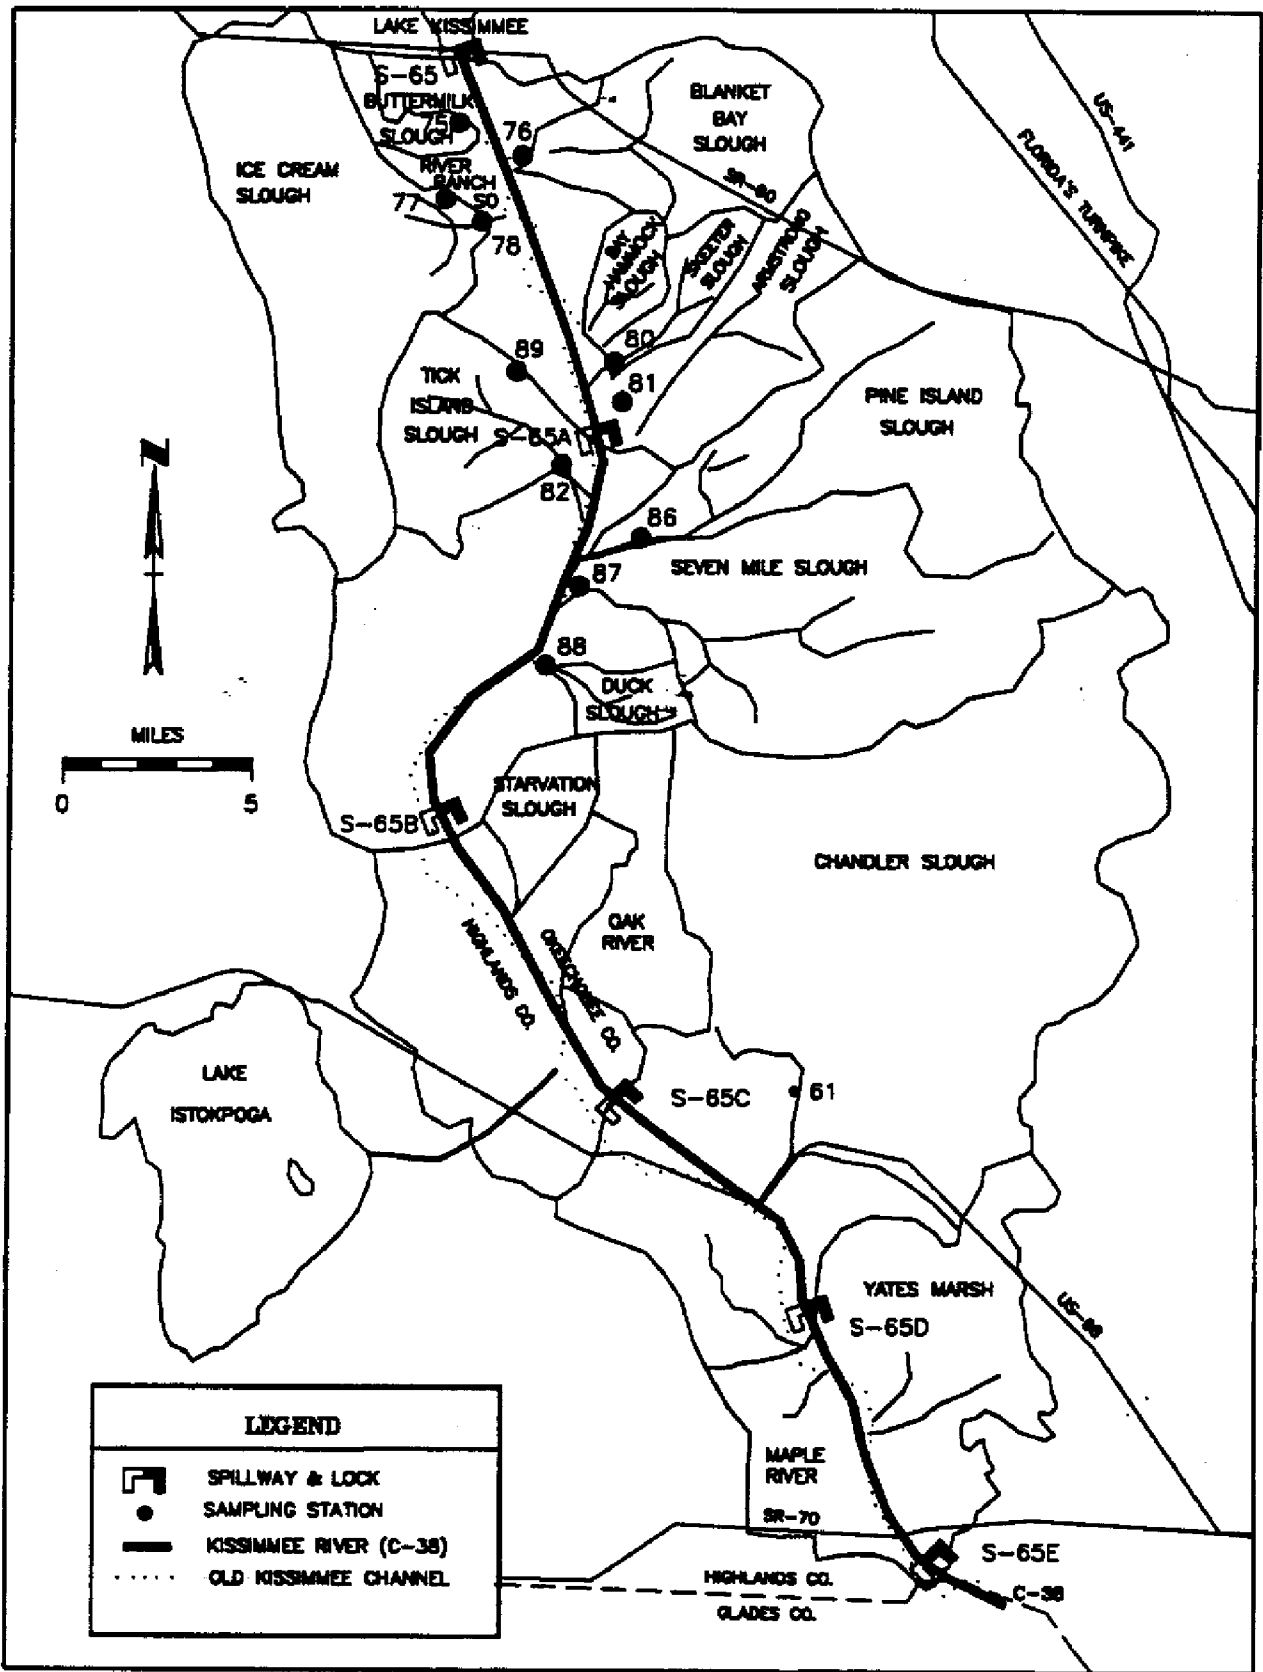 LAKE KISSIMMEE
S-65
BUTTERMILK
75
SLOUGH
76
BLANKET
BAY
SLOUGH
US-441
FLORIDA'S TURNPIKE
ICE CREAM
SLOUGH
RIVER
RANCH
77
SO
78
SR-60
BAY
HAMMOCK
SLOUGH
SKEETER
SLOUGH
ARMSTRONG
SLOUGH
80
89
81
TICK
ISLAND
SLOUGH
S-65A
PINE ISLAND
SLOUGH
N
82
86
SEVEN MILE SLOUGH
87
88
DUCK
SLOUGH
MILES
0 5
STARVATION
SLOUGH
S-65B
CHANDLER SLOUGH
OAK
RIVER
HIGHLANDS CO.
OKEECHOBEE CO.
LAKE
ISTOKPOGA
S-65C
61
YATES MARSH
US-98
S-65D
MAPLE
RIVER
SR-70
S-65E
HIGHLANDS CO.
GLADES CO.
C-38
LEGEND
SPILLWAY & LOCK
SAMPLING STATION
KISSIMMEE RIVER (C-38)
OLD KISSIMMEE CHANNEL